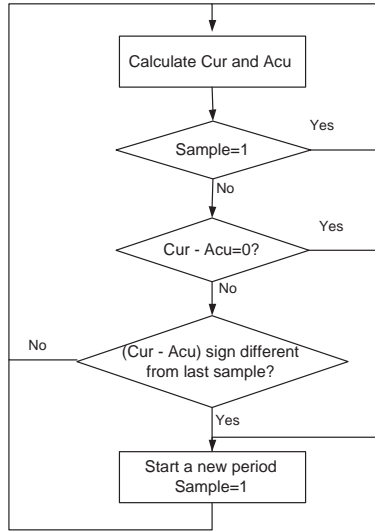 Calculate Cur and Acu
Yes
Sample=1
No
Yes
Cur - Acu=0?
No
No
(Cur - Acu) sign different
from last sample?
Yes
Start a new period
Sample=1